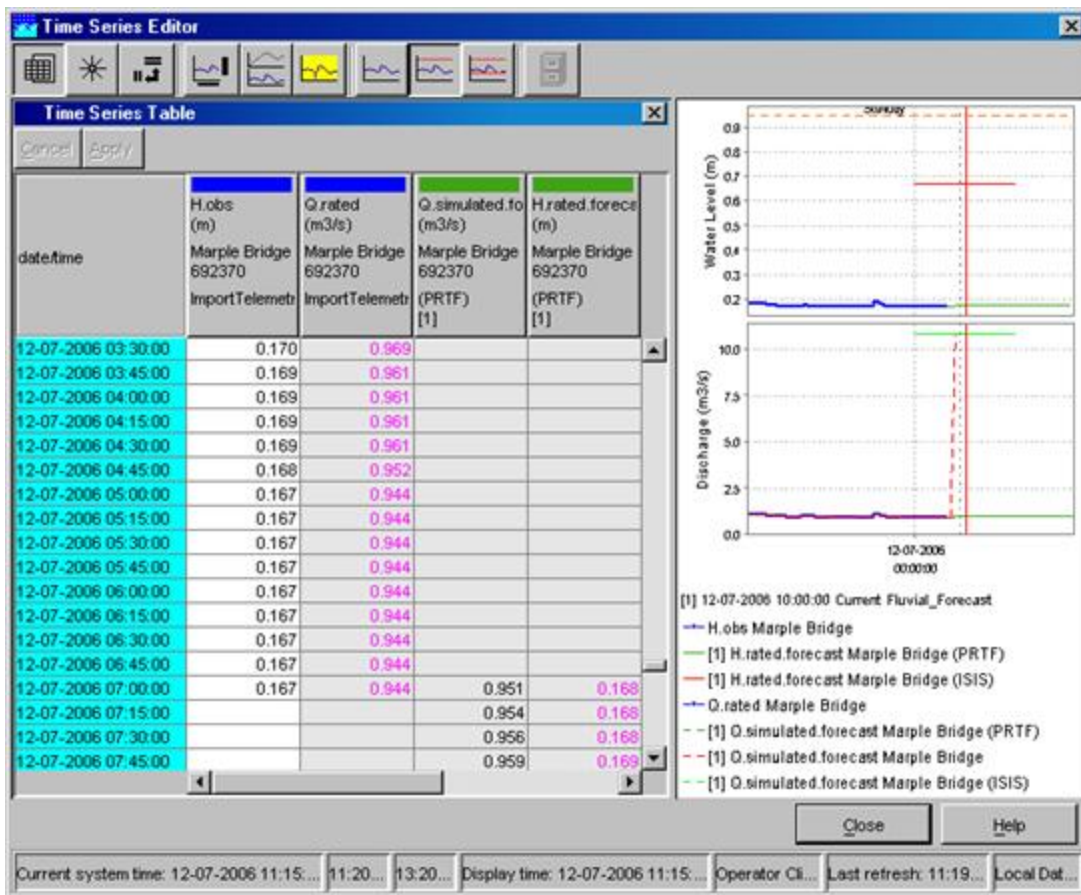 Time Series Editor
Time Series Table
Cancel Apply
date/time
H.obs
(m)
Marple Bridge
692370
ImportTelemetr
Q.rated
(m3/s)
Marple Bridge
692370
ImportTelemetr
Q.simulated.fo
(m3/s)
Marple Bridge
692370
(PRTF)
[1]
H.rated.foreca
(m)
Marple Bridge
692370
(PRTF)
[1]
12-07-2006 03:30:00 0.170 0.969
12-07-2006 03:45:00 0.169 0.961
12-07-2006 04:00:00 0.169 0.961
12-07-2006 04:15:00 0.169 0.961
12-07-2006 04:30:00 0.169 0.961
12-07-2006 04:45:00 0.168 0.952
12-07-2006 05:00:00 0.167 0.944
12-07-2006 05:15:00 0.167 0.944
12-07-2006 05:30:00 0.167 0.944
12-07-2006 05:45:00 0.167 0.944
12-07-2006 06:00:00 0.167 0.944
12-07-2006 06:15:00 0.167 0.944
12-07-2006 06:30:00 0.167 0.944
12-07-2006 06:45:00 0.167 0.944
12-07-2006 07:00:00 0.167 0.944 0.951 0.168
12-07-2006 07:15:00 0.954 0.168
12-07-2006 07:30:00 0.956 0.168
12-07-2006 07:45:00 0.959 0.169
Water Level (m)
0.9
0.8
0.7
0.6
0.5
0.4
0.3
0.2
Discharge (m3/s)
10.0
7.5
5.0
2.5
0.0
12-07-2006
00:00:00
[1] 12-07-2006 10:00:00 Current Fluvial_Forecast
H.obs Marple Bridge
[1] H.rated.forecast Marple Bridge (PRTF)
[1] H.rated.forecast Marple Bridge (ISIS)
Q.rated Marple Bridge
[1] Q.simulated.forecast Marple Bridge (PRTF)
[1] Q.simulated.forecast Marple Bridge
[1] Q.simulated.forecast Marple Bridge (ISIS)
Close Help
Current system time: 12-07-2006 11:15:... 11:20... 13:20... Display time: 12-07-2006 11:15:... Operator Cli... Last refresh: 11:19... Local Dat...